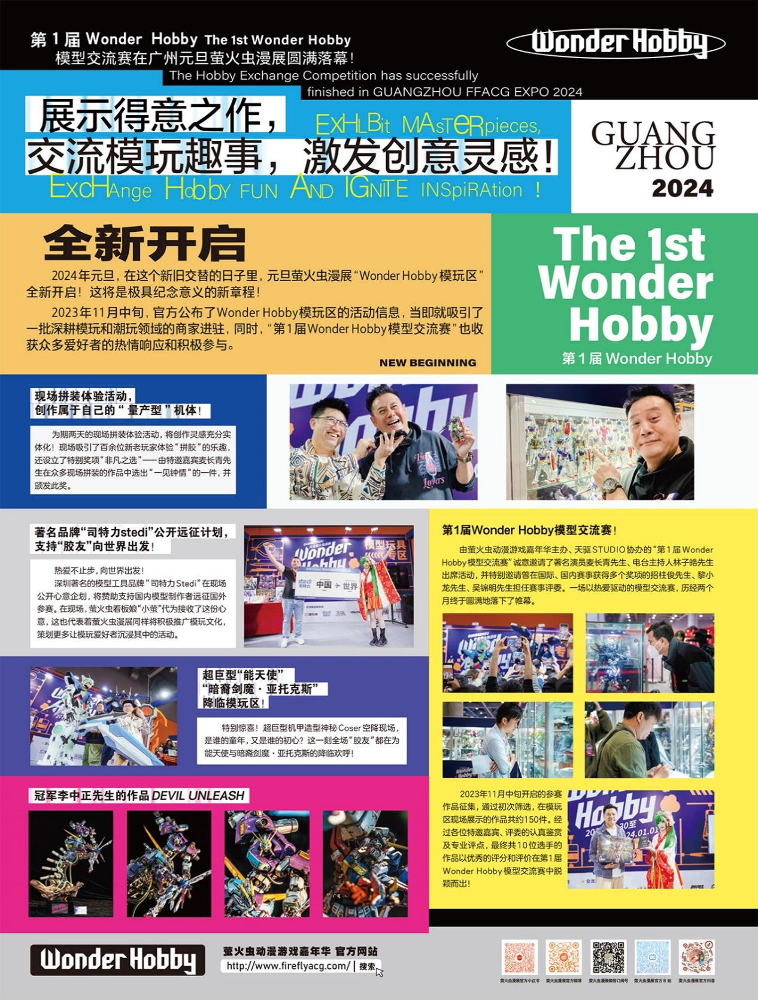 第1届 Wonder Hobby The 1st Wonder Hobby
模型交流赛在广州元旦萤火虫漫展圆满落幕！
The Hobby Exchange Competition has successfully
finished in GUANGZHOU FFACG EXPO 2024
Wonder Hobby
展示得意之作，
ExHLBit MAsTeRpieces,
交流模玩趣事，激发创意灵感！
ExcHAnge HobbY FUN AND IGNITE INSpiRAtion !
GUANG
ZHOU
2024
全新开启
2024年元旦，在这个新旧交替的日子里，元旦萤火虫漫展“Wonder Hobby模玩区”
全新开启！这将是极具纪念意义的新章程！
2023年11月中旬，官方公布了Wonder Hobby模玩区的活动信息，当即就吸引了
一批深耕模玩和潮玩领域的商家进驻，同时，“第1届Wonder Hobby模型交流赛”也收
获众多爱好者的热情响应和积极参与。
NEW BEGINNING
The 1st
Wonder
Hobby
第1届 Wonder Hobby
现场拼装体验活动，
创作属于自己的“量产型”机体！
为期两天的现场拼装体验活动，将创作灵感充分实
体化！现场吸引了百余位新老玩家体验“拼胶”的乐趣，
还设立了特别奖项“非凡之选”——由特邀嘉宾麦长青先
生在众多现场拼装的作品中选出“一见钟情”的一件，并
颁发此奖。
著名品牌“司特力stedi”公开远征计划，
支持“胶友”向世界出发！
热爱不止步，向世界出发！
深圳著名的模型工具品牌“司特力Stedi”在现场
公开心意企划，将赞助支持国内模型制作者远征国外
参赛。在现场，萤火虫看板娘“小萤”代为接收了这份心
意，这也代表着萤火虫漫展同样将积极推广模玩文化，
策划更多让模玩爱好者沉浸其中的活动。
Wonder
Hobby
模型玩具
专区
stedi
司特力
中国
世界
超巨型“能天使”
“暗裔剑魔·亚托克斯”
降临模玩区！
特别惊喜！超巨型机甲造型神秘Coser空降现场，
是谁的童年，又是谁的初心？这一刻全场“胶友”都在为
能天使与暗裔剑魔·亚托克斯的降临欢呼！
冠军李中正先生的作品DEVIL UNLEASH
第1届Wonder Hobby模型交流赛！
由萤火虫动漫游戏嘉年华主办、天驱STUDIO协办的“第1届Wonder
Hobby模型交流赛”诚意邀请了著名演员麦长青先生、电台主持人林子皓先生
出席活动，并特别邀请曾在国际、国内赛事获得多个奖项的招桂俊先生、黎小
龙先生、吴锦明先生担任赛事评委。一场以热爱驱动的模型交流赛，历经两个
月终于圆满地落下了帷幕。
Wonder
Hobby
2023年11月中旬开启的参赛
作品征集，通过初次筛选，在模玩
区现场展示的作品共约150件。经
过各位特邀嘉宾、评委的认真鉴赏
及专业评点，最终共10位选手的
作品以优秀的评分和评价在第1届
Wonder Hobby模型交流赛中脱
颖而出！
Hobby
Wonder Hobby
萤火虫动漫游戏嘉年华 官方网站
http://www.fireflyacg.com/ | 搜索
萤火虫漫展官方小红书
萤火虫漫展官方微博
萤火虫漫展微信订阅号
萤火虫漫展官方B站
萤火虫漫展官方抖音